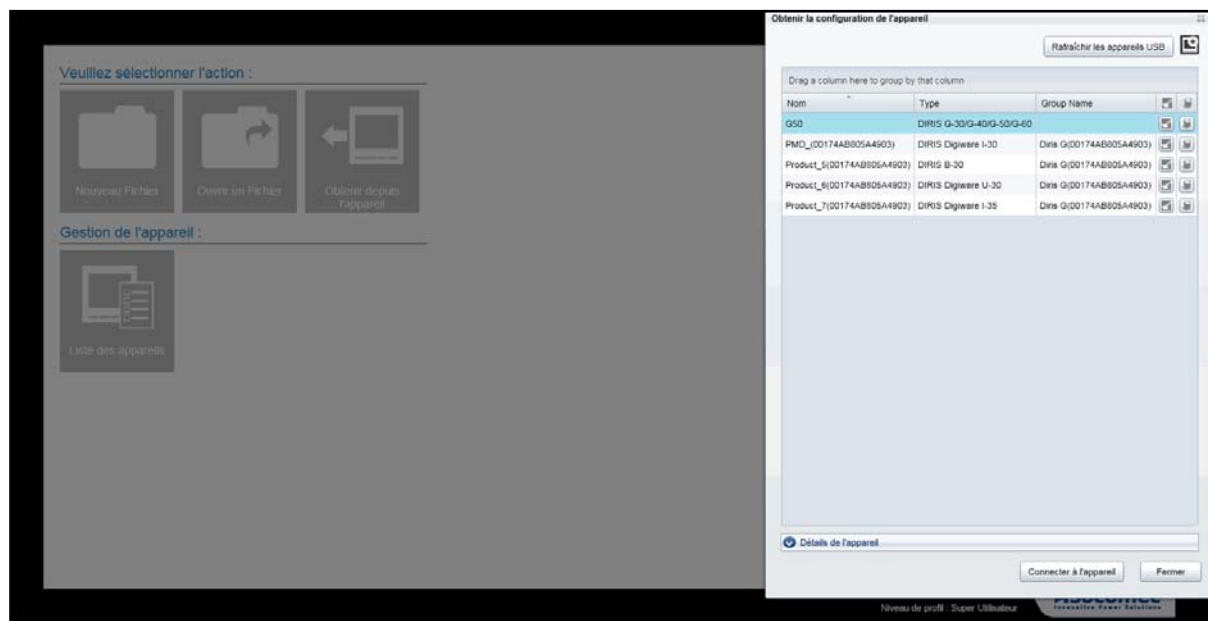 Veuillez sélectionner l'action :
Nouveau Fichier
Ouvrir un Fichier
Obtenir depuis
l'appareil
Gestion de l'appareil :
Liste des appareils
Obtenir la configuration de l'appareil
Rafraîchir les appareils USB
Drag a column here to group by that column
Nom Type Group Name
G50 DIRIS G-30/G-40/G-50/G-60
PMD_(00174AB805A4903) DIRIS Digiware I-30 Diris G(00174AB805A4903)
Product_5(00174AB805A4903) DIRIS B-30 Diris G(00174AB805A4903)
Product_6(00174AB805A4903) DIRIS Digiware U-30 Diris G(00174AB805A4903)
Product_7(00174AB805A4903) DIRIS Digiware I-35 Diris G(00174AB805A4903)
Détails de l'appareil
Connecter à l'appareil Fermer
Niveau de profil : Super Utilisateur
Innovative Power Solutions